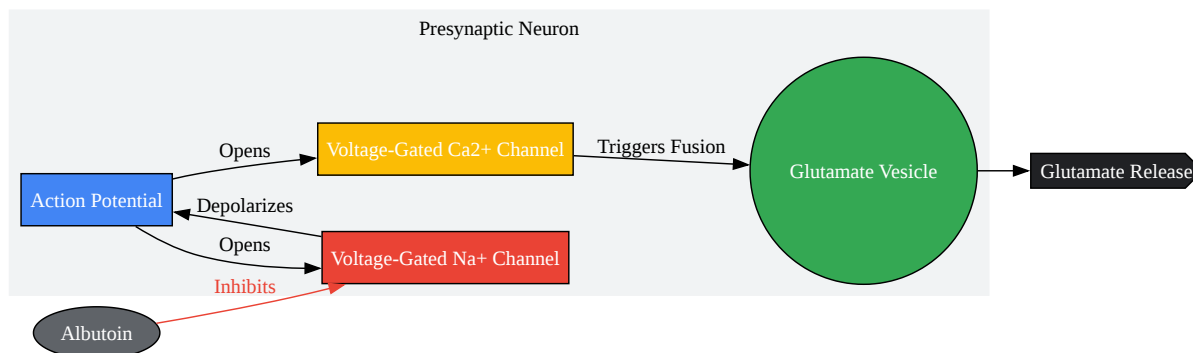 Presynaptic Neuron
Opens
Voltage-Gated Ca2+ Channel
Triggers Fusion
Glutamate Vesicle
Glutamate Release
Action Potential
Depolarizes
Opens
Voltage-Gated Na+ Channel
Inhibits
Albutoin